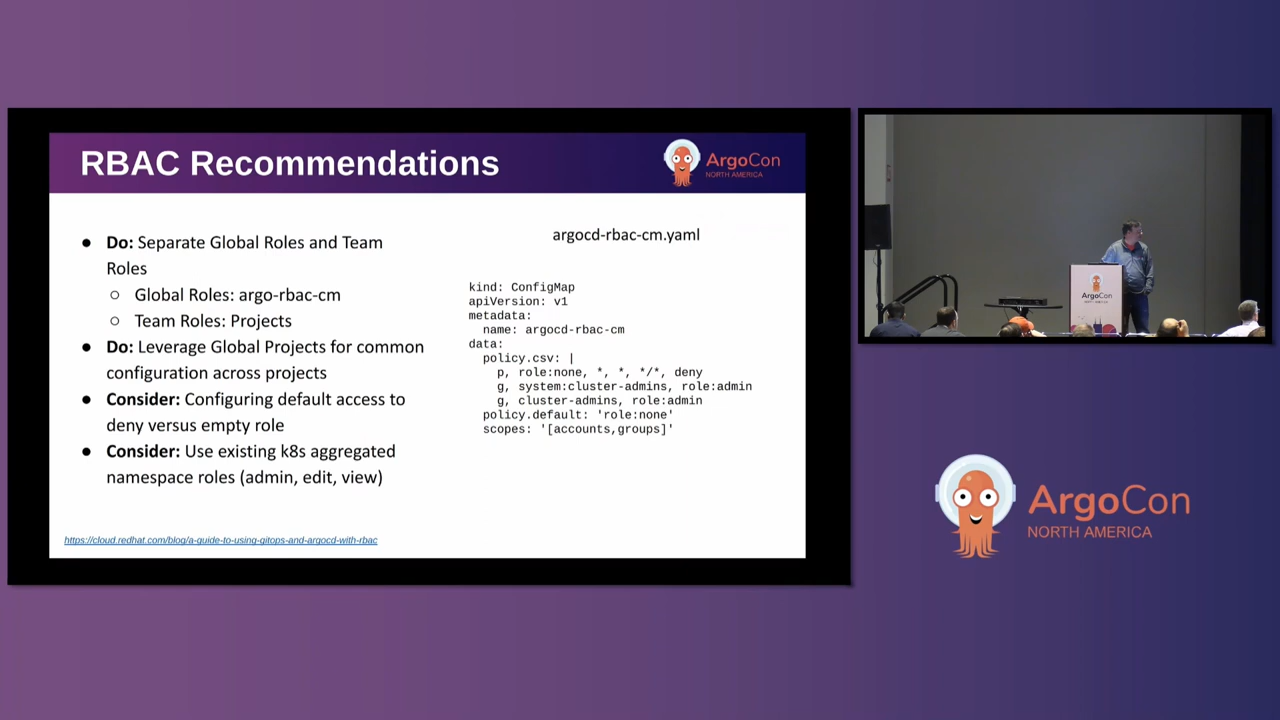 RBAC Recommendations
ArgoCon
NORTH AMERICA
● Do: Separate Global Roles and Team
Roles
○ Global Roles: argo-rbac-cm
○ Team Roles: Projects
● Do: Leverage Global Projects for common
configuration across projects
● Consider: Configuring default access to
deny versus empty role
● Consider: Use existing k8s aggregated
namespace roles (admin, edit, view)
https://cloud.redhat.com/blog/a-guide-to-using-gitops-and-argocd-with-rbac
argocd-rbac-cm.yaml
kind: ConfigMap
apiVersion: v1
metadata:
  name: argocd-rbac-cm
data:
  policy.csv: |
    p, role:none, *, *, */*, deny
    g, system:cluster-admins, role:admin
    g, cluster-admins, role:admin
  policy.default: 'role:none'
  scopes: '[accounts,groups]'
ArgoCon
ArgoCon
NORTH AMERICA